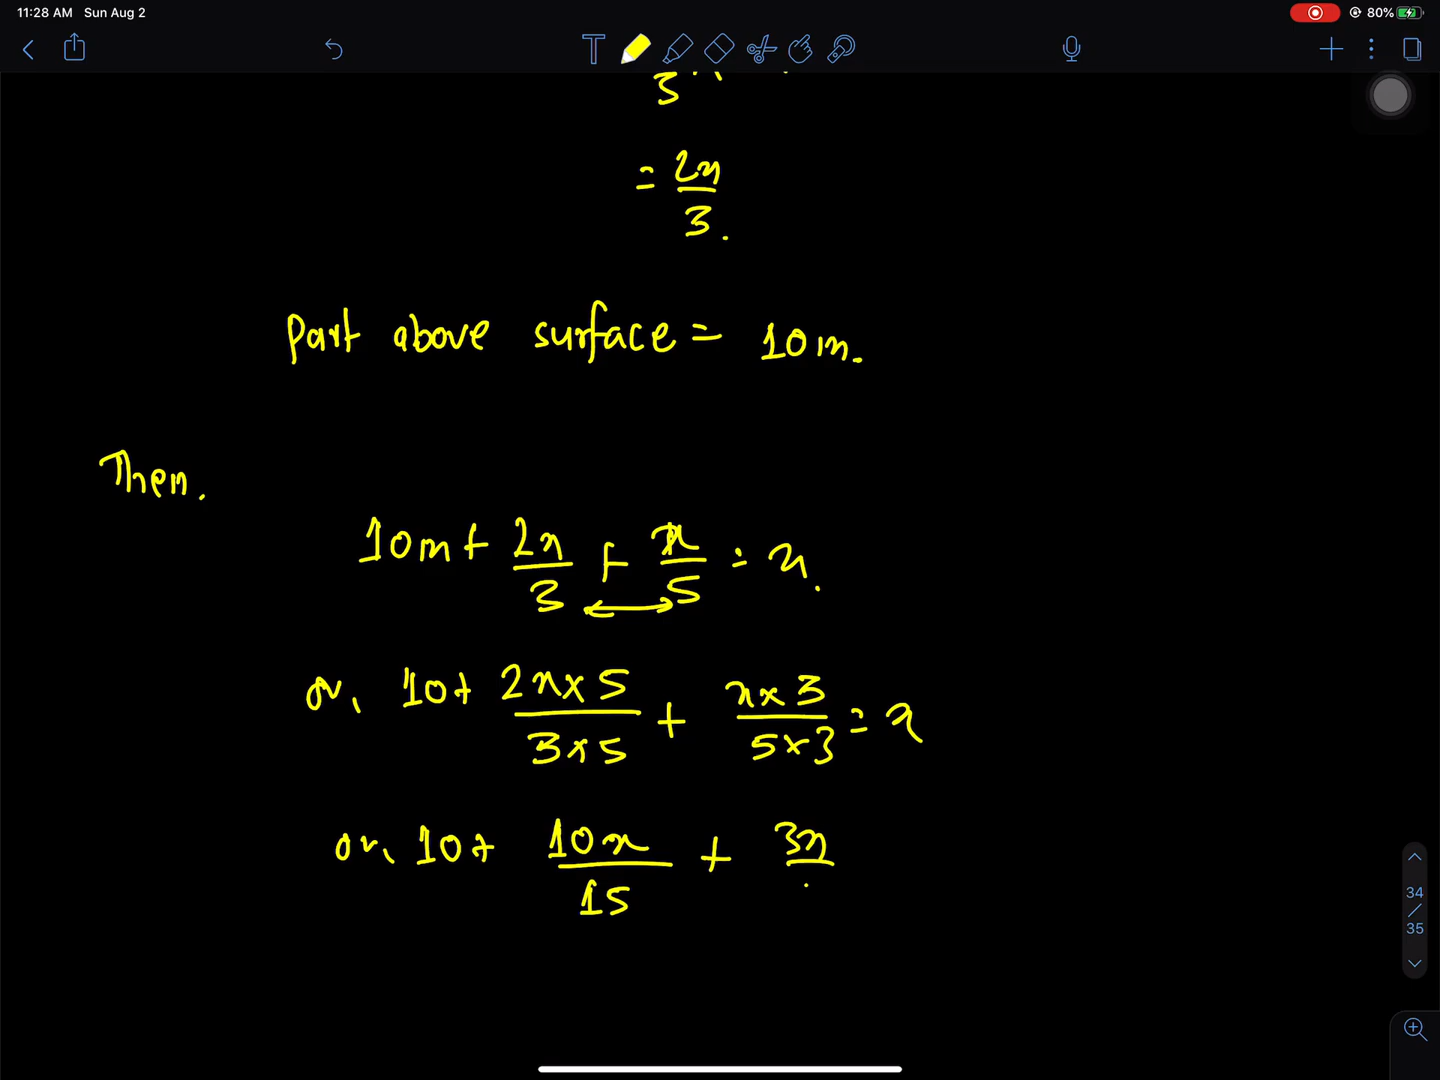 11:28 AM Sun Aug 2
80%
3
= 2x/3.
Part above surface = 10m.
Then.
10m + 2x/3 + x/5 = x.
or, 10 + 2x×5/3×5 + x×3/5×3 = x
or, 10 + 10x/15 + 3x
34
/
35